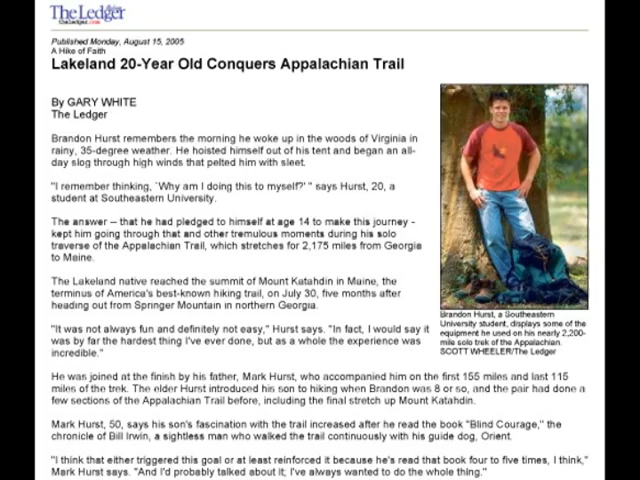 TheLedger
theledger.com
Published Monday, August 15, 2005
A Hike of Faith
Lakeland 20-Year Old Conquers Appalachian Trail
By GARY WHITE
The Ledger
Brandon Hurst remembers the morning he woke up in the woods of Virginia in
rainy, 35-degree weather. He hoisted himself out of his tent and began an all-
day slog through high winds that pelted him with sleet.
"I remember thinking, `Why am I doing this to myself?' " says Hurst, 20, a
student at Southeastern University.
The answer -- that he had pledged to himself at age 14 to make this journey -
kept him going through that and other tremulous moments during his solo
traverse of the Appalachian Trail, which stretches for 2,175 miles from Georgia
to Maine.
The Lakeland native reached the summit of Mount Katahdin in Maine, the
terminus of America's best-known hiking trail, on July 30, five months after
heading out from Springer Mountain in northern Georgia.
"It was not always fun and definitely not easy," Hurst says. "In fact, I would say it
was by far the hardest thing I've ever done, but as a whole the experience was
incredible."
Brandon Hurst, a Southeastern
University student, displays some of the
equipment he used on his nearly 2,200-
mile solo trek of the Appalachian.
SCOTT WHEELER/The Ledger
He was joined at the finish by his father, Mark Hurst, who accompanied him on the first 155 miles and last 115
miles of the trek. The elder Hurst introduced his son to hiking when Brandon was 8 or so, and the pair had done a
few sections of the Appalachian Trail before, including the final stretch up Mount Katahdin.
Mark Hurst, 50, says his son's fascination with the trail increased after he read the book "Blind Courage," the
chronicle of Bill Irwin, a sightless man who walked the trail continuously with his guide dog, Orient.
"I think that either triggered this goal or at least reinforced it because he's read that book four to five times, I think,"
Mark Hurst says. "And I'd probably talked about it; I've always wanted to do the whole thing."